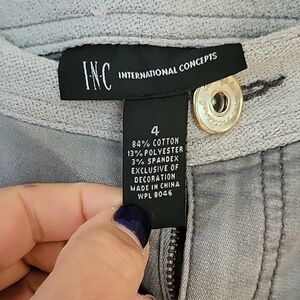 I·N·C INTERNATIONAL CONCEPTS
4
84% COTTON
13% POLYESTER
3% SPANDEX
EXCLUSIVE OF
DECORATION
MADE IN CHINA
WPL 8046